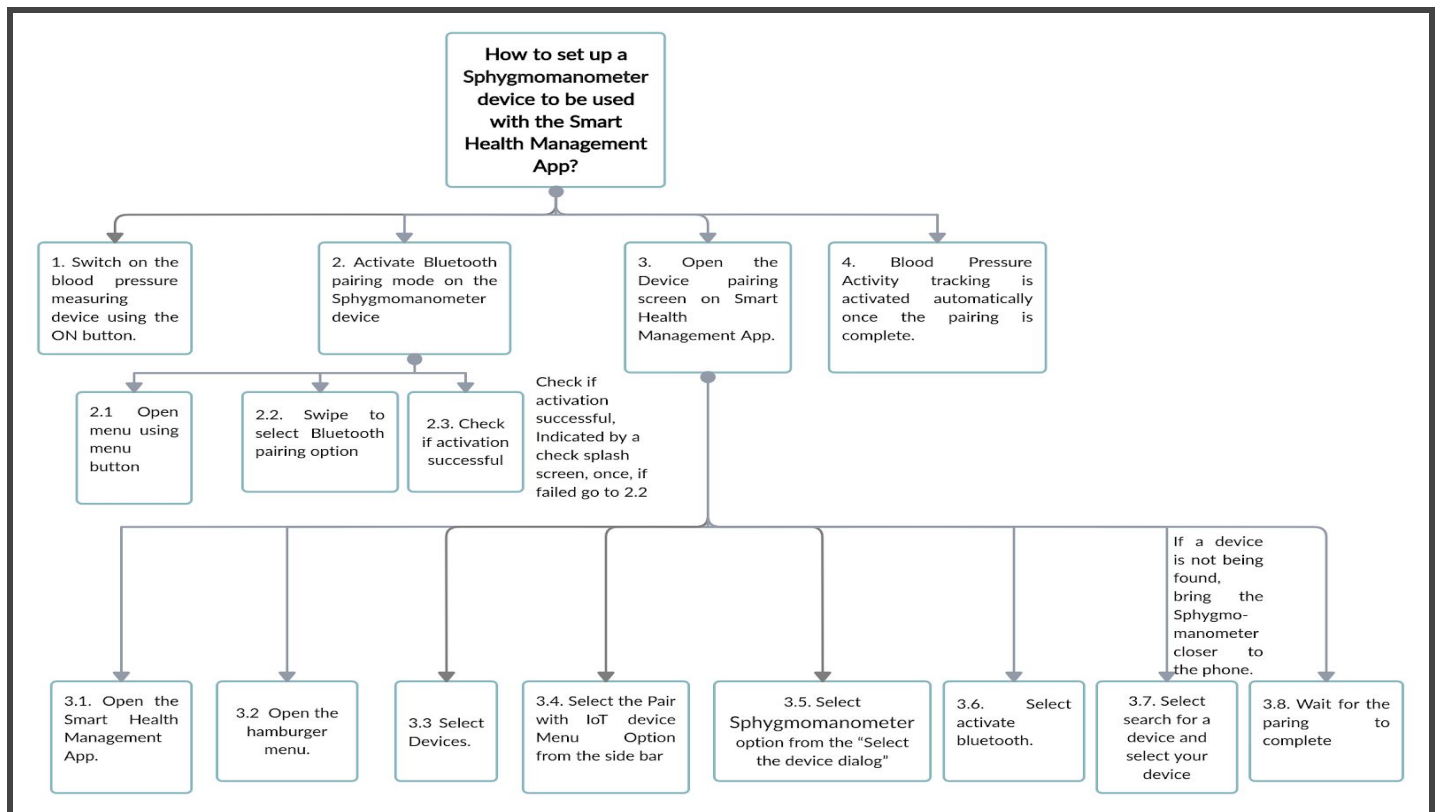 How to set up a
Sphygmomanometer
device to be used
with the Smart
Health Management
App?
1. Switch on the
blood pressure
measuring
device using the
ON button.
2. Activate Bluetooth
pairing mode on the
Sphygmomanometer
device
3. Open the
Device pairing
screen on Smart
Health
Management App.
4. Blood Pressure
Activity tracking is
activated automatically
once the pairing is
complete.
2.1 Open
menu using
menu
button
2.2. Swipe to
select Bluetooth
pairing option
2.3. Check
if activation
successful
Check if
activation
successful,
Indicated by a
check splash
screen, once, if
failed go to 2.2
If a device
is not being
found,
bring the
Sphygmo-
manometer
closer to
the phone.
3.1. Open the
Smart Health
Management
App.
3.2 Open the
hamburger
menu.
3.3 Select
Devices.
3.4. Select the Pair
with IoT device
Menu Option
from the side bar
3.5. Select
Sphygmomanometer
option from the “Select
the device dialog”
3.6. Select
activate
bluetooth.
3.7. Select
search for a
device and
select your
device
3.8. Wait for the
paring to
complete